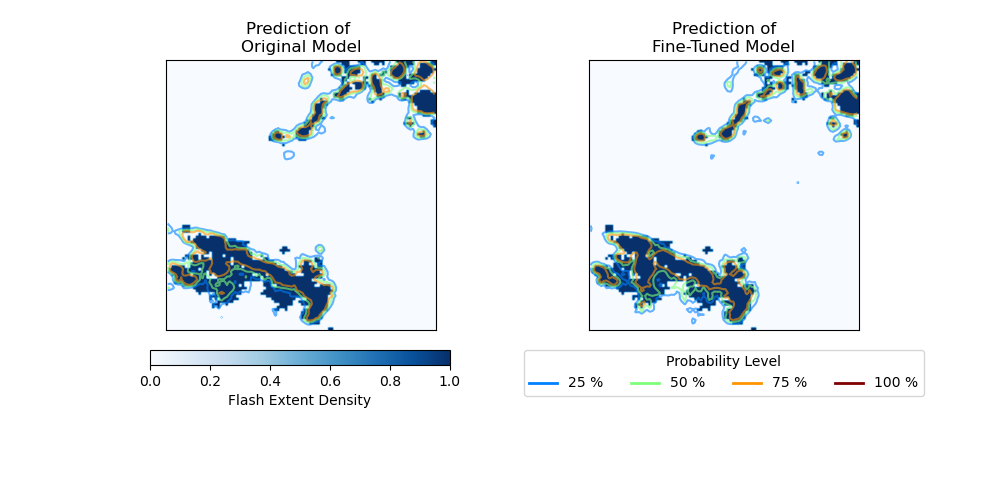 Prediction of
Original Model
Prediction of
Fine-Tuned Model
0.0 0.2 0.4 0.6 0.8 1.0
Flash Extent Density
Probability Level
25 % 50 % 75 % 100 %